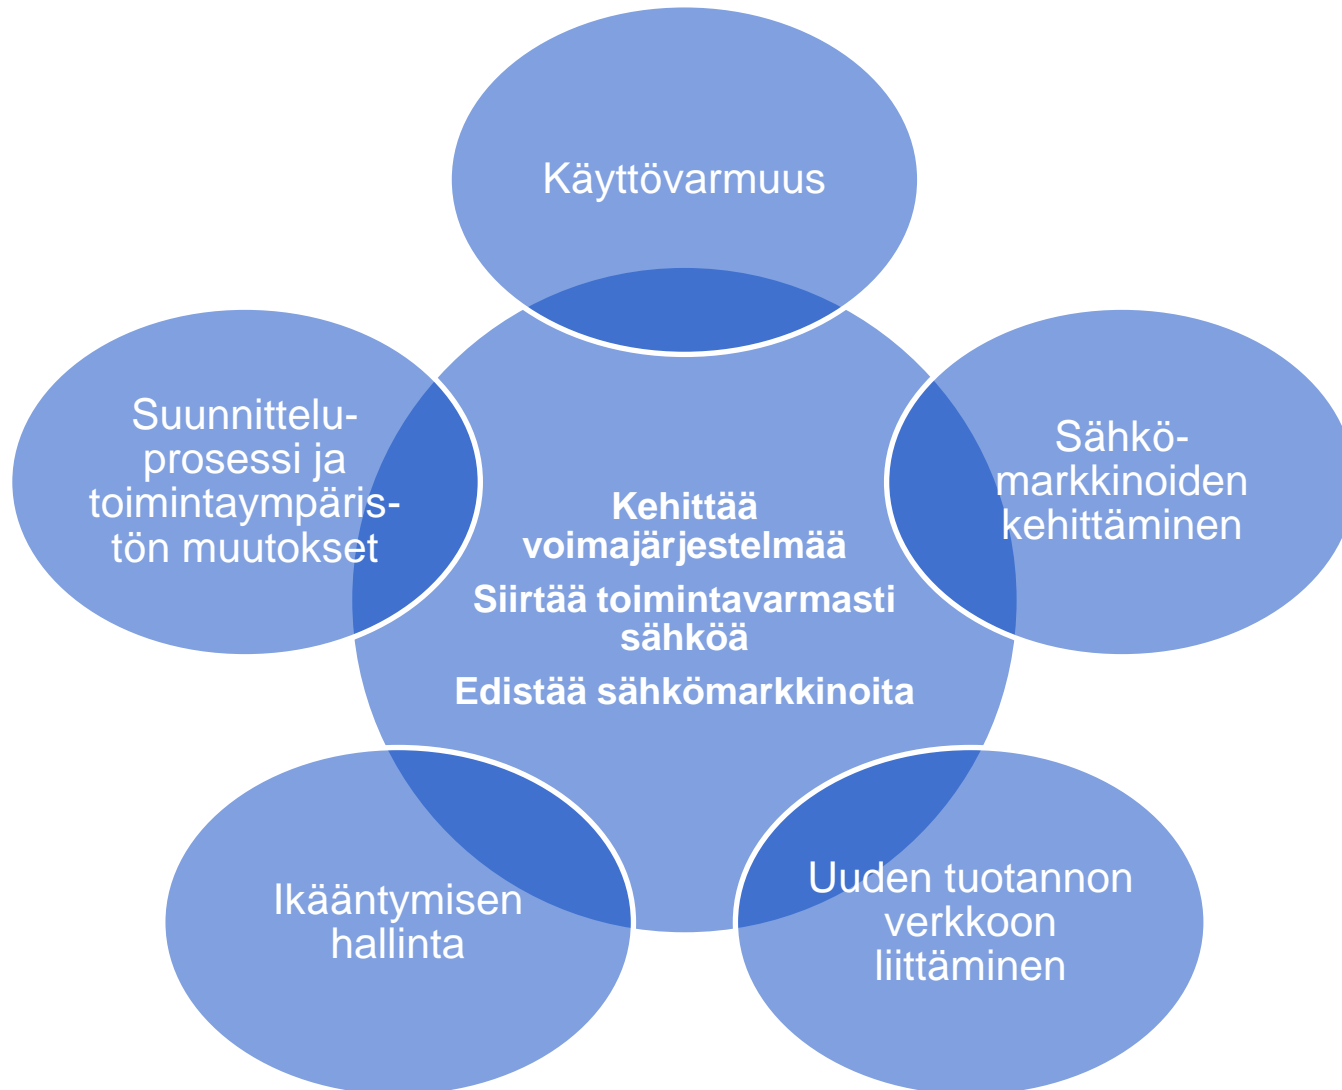 Käyttövarmuus
Suunnittelu-
prosessi ja
toimintaympäris-
tön muutokset
Sähkö-
markkinoiden
kehittäminen
Kehittää
voimajärjestelmää
Siirtää toimintavarmasti
sähköä
Edistää sähkömarkkinoita
Ikääntymisen
hallinta
Uuden tuotannon
verkkoon
liittäminen